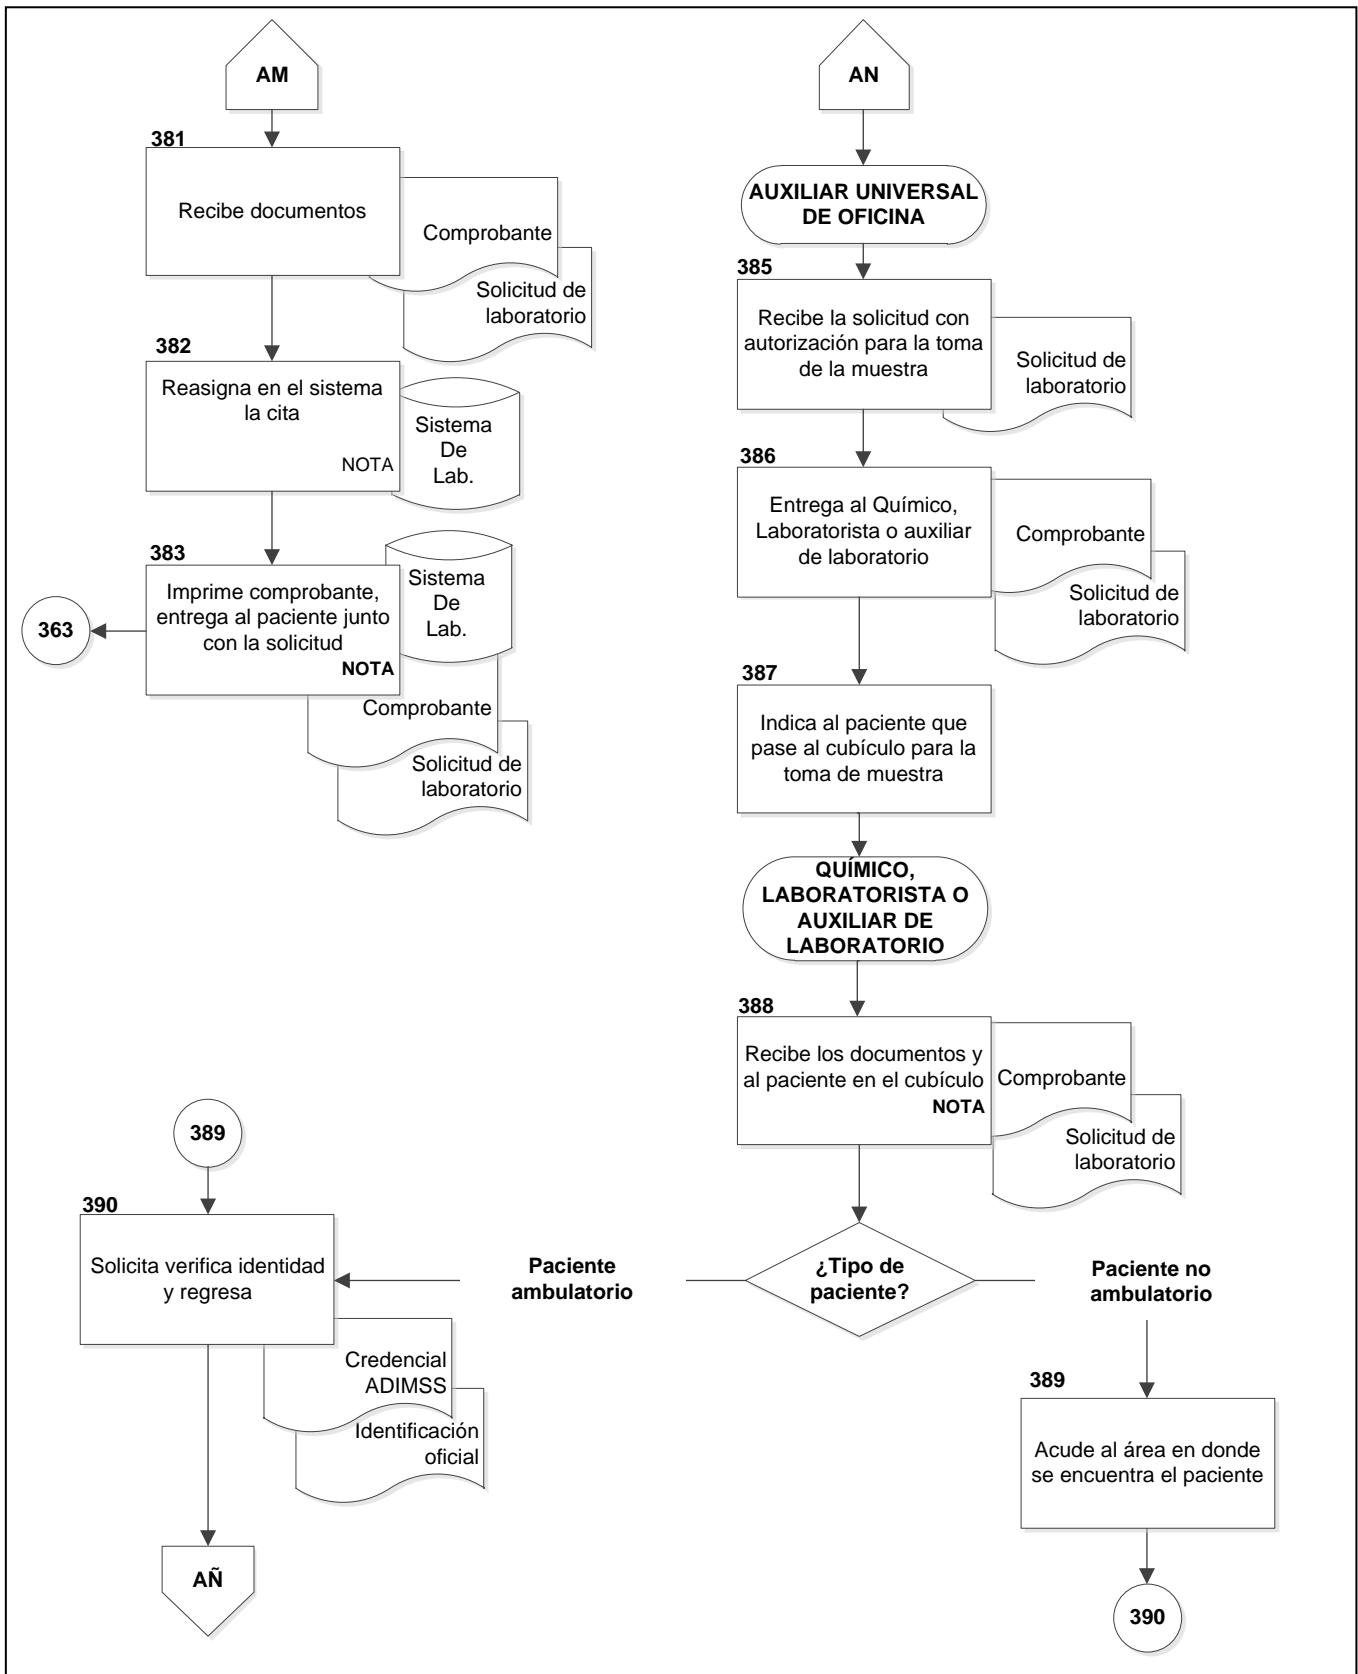 AM
381
Recibe documentos
Comprobante
Solicitud de
laboratorio
382
Reasigna en el sistema
la cita
NOTA
Sistema
De
Lab.
383
Imprime comprobante,
entrega al paciente junto
con la solicitud
NOTA
Sistema
De
Lab.
363
Comprobante
Solicitud de
laboratorio
AN
AUXILIAR UNIVERSAL
DE OFICINA
385
Recibe la solicitud con
autorización para la toma
de la muestra
Solicitud de
laboratorio
386
Entrega al Químico,
Laboratorista o auxiliar
de laboratorio
Comprobante
Solicitud de
laboratorio
387
Indica al paciente que
pase al cubículo para la
toma de muestra
QUÍMICO,
LABORATORISTA O
AUXILIAR DE
LABORATORIO
388
Recibe los documentos y
al paciente en el cubículo
NOTA
Comprobante
Solicitud de
laboratorio
¿Tipo de
paciente?
Paciente
ambulatorio
Paciente no
ambulatorio
389
Acude al área en donde
se encuentra el paciente
390
389
390
Solicita verifica identidad
y regresa
Credencial
ADIMSS
Identificación
oficial
AÑ